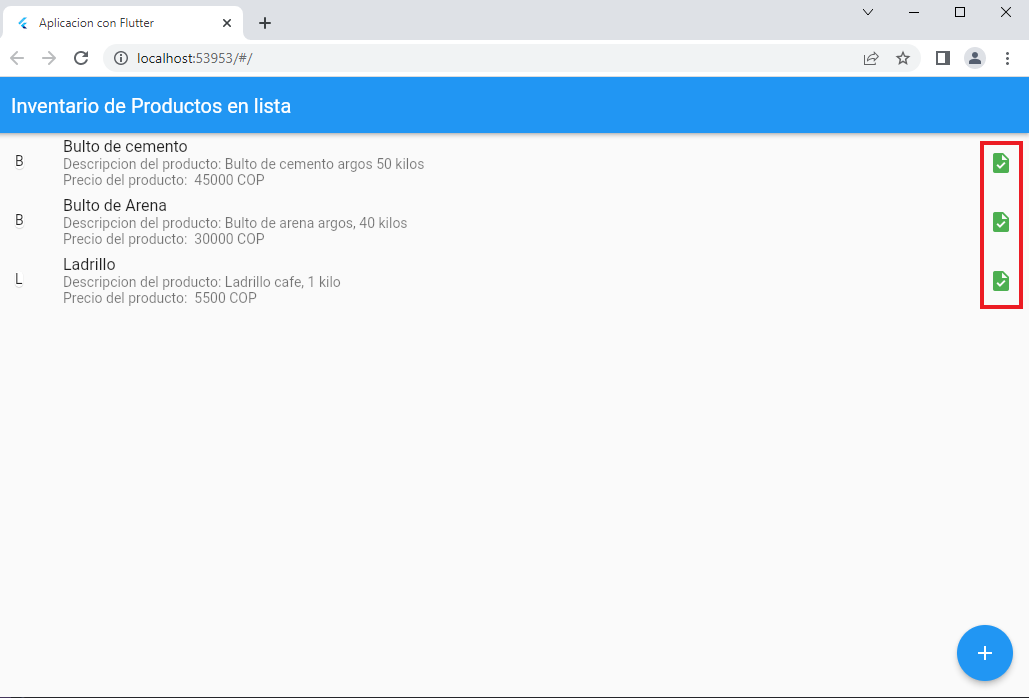 Aplicacion con Flutter
localhost:53953/#/
Inventario de Productos en lista
B
Bulto de cemento
Descripcion del producto: Bulto de cemento argos 50 kilos
Precio del producto:  45000 COP
B
Bulto de Arena
Descripcion del producto: Bulto de arena argos, 40 kilos
Precio del producto:  30000 COP
L
Ladrillo
Descripcion del producto: Ladrillo cafe, 1 kilo
Precio del producto:  5500 COP